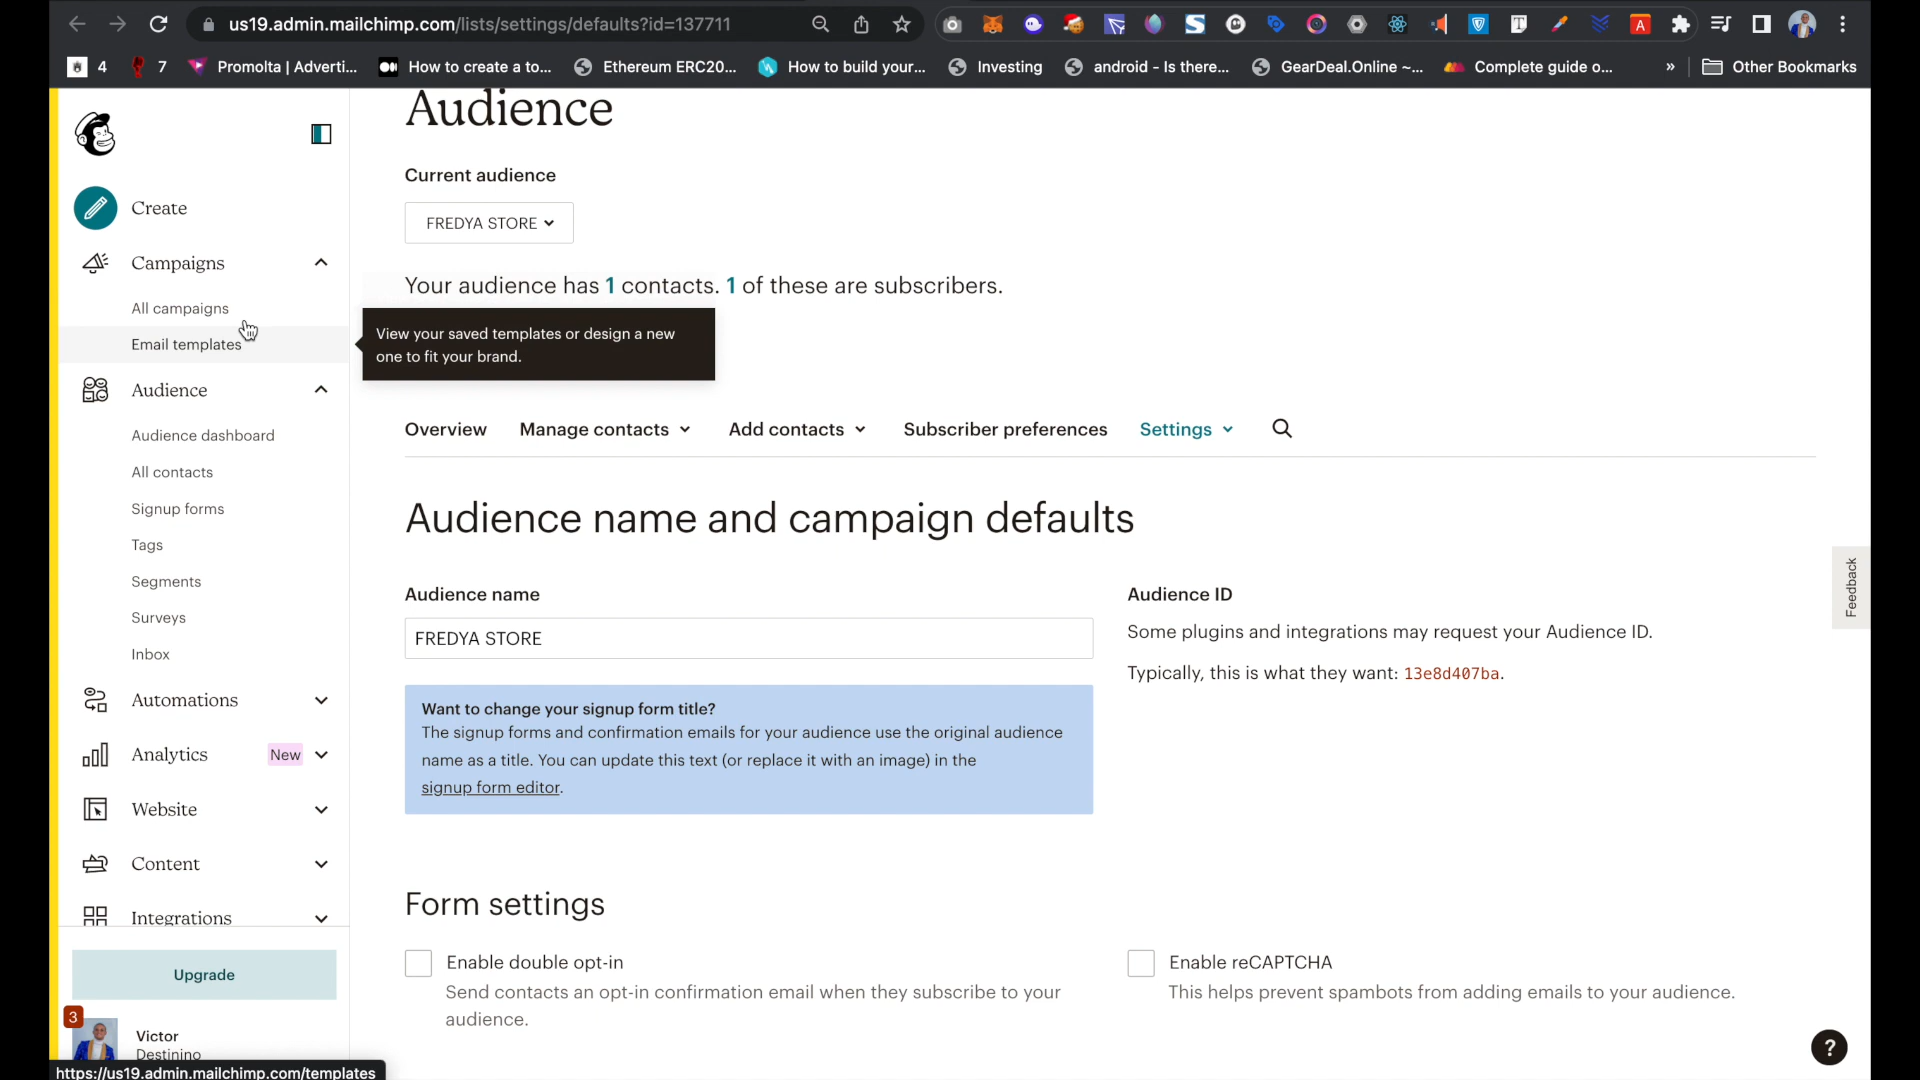 us19.admin.mailchimp.com/lists/settings/defaults?id=137711
4
7
Promolta | Adverti...
How to create a to...
Ethereum ERC20...
How to build your...
Investing
android - Is there...
GearDeal.Online ~...
Complete guide o...
»
Other Bookmarks
Create
Campaigns
All campaigns
Email templates
Audience
Audience dashboard
All contacts
Signup forms
Tags
Segments
Surveys
Inbox
Automations
Analytics
New
Website
Content
Integrations
Upgrade
3
Victor
Destinino
https://us19.admin.mailchimp.com/templates
Audience
Current audience
FREDYA STORE
Your audience has 1 contacts. 1 of these are subscribers.
View your saved templates or design a new
one to fit your brand.
Overview
Manage contacts
Add contacts
Subscriber preferences
Settings
Audience name and campaign defaults
Audience name
FREDYA STORE
Want to change your signup form title?
The signup forms and confirmation emails for your audience use the original audience
name as a title. You can update this text (or replace it with an image) in the
signup form editor.
Audience ID
Some plugins and integrations may request your Audience ID.
Typically, this is what they want: 13e8d407ba.
Form settings
Enable double opt-in
Send contacts an opt-in confirmation email when they subscribe to your
audience.
Enable reCAPTCHA
This helps prevent spambots from adding emails to your audience.
Feedback
?